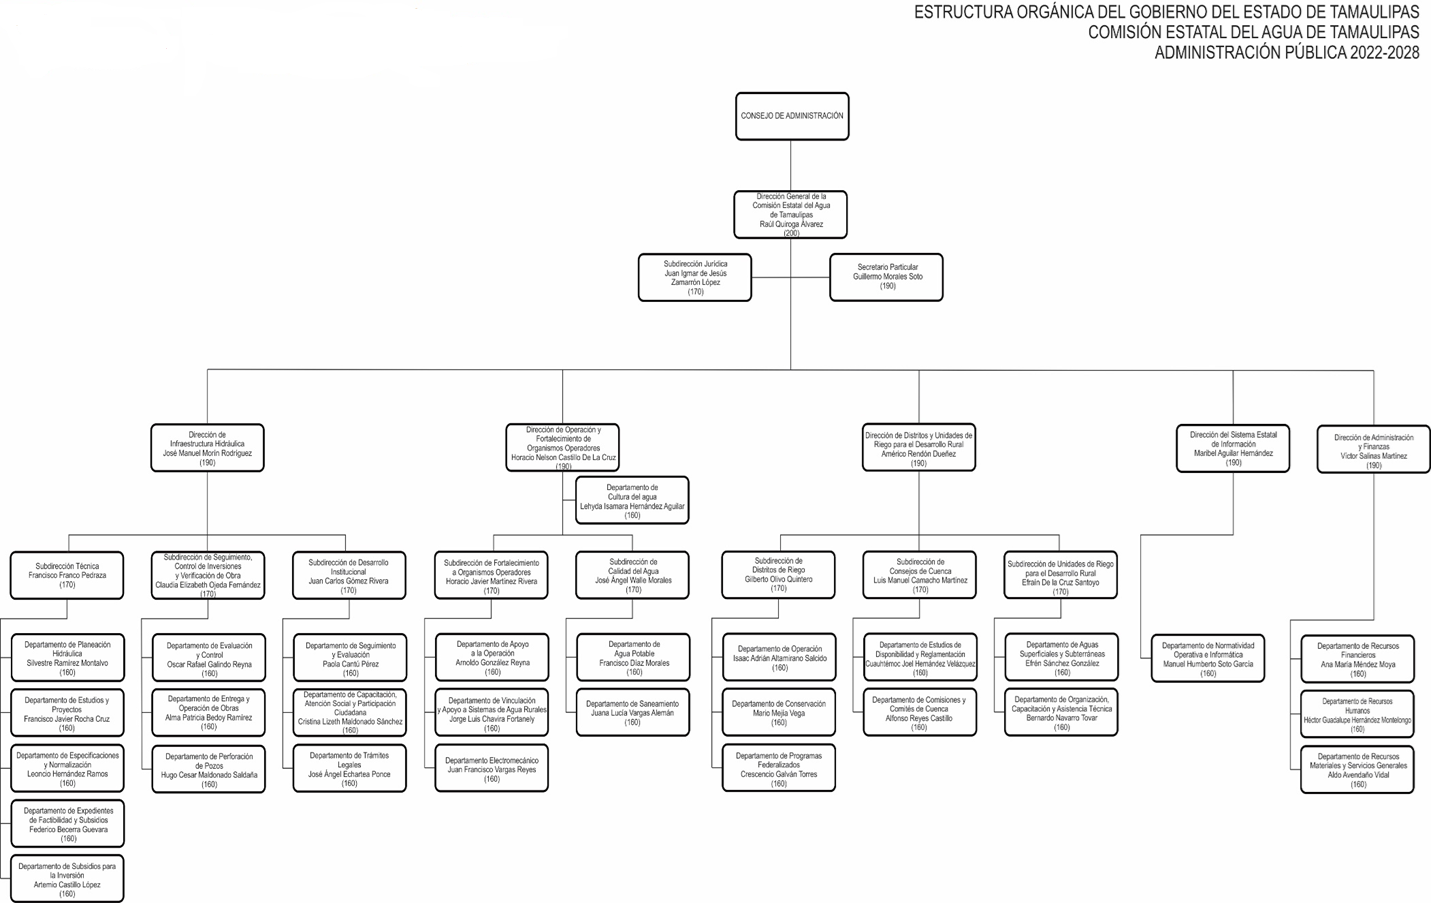 ESTRUCTURA ORGÁNICA DEL GOBIERNO DEL ESTADO DE TAMAULIPAS
COMISIÓN ESTATAL DEL AGUA DE TAMAULIPAS
ADMINISTRACIÓN PÚBLICA 2022-2028
CONSEJO DE ADMINISTRACIÓN
Dirección General de la
Comisión Estatal del Agua
de Tamaulipas
Raúl Quiroga Álvarez
(200)
Subdirección Jurídica
Juan Igmar de Jesús
Zamarrón López
(170)
Secretario Particular
Guillermo Morales Soto
(190)
Dirección de
Infraestructura Hidráulica
José Manuel Morín Rodríguez
(190)
Dirección de Operación y
Fortalecimiento de
Organismos Operadores
Horacio Nelson Castillo De La Cruz
(190)
Dirección de Distritos y Unidades de
Riego para el Desarrollo Rural
Américo Rendón Dueñez
(190)
Dirección del Sistema Estatal
de Información
Maribel Aguilar Hernández
(190)
Dirección de Administración
y Finanzas
Víctor Salinas Martínez
(190)
Departamento de
Cultura del agua
Lehyda Isamara Hernández Aguilar
(160)
Subdirección Técnica
Francisco Franco Pedraza
(170)
Subdirección de Seguimiento,
Control de Inversiones
y Verificación de Obra
Claudia Elizabeth Ojeda Fernández
(170)
Subdirección de Desarrollo
Institucional
Juan Carlos Gómez Rivera
(170)
Subdirección de Fortalecimiento
a Organismos Operadores
Horacio Javier Martínez Rivera
(170)
Subdirección de
Calidad del Agua
José Ángel Walle Morales
(170)
Subdirección de
Distritos de Riego
Gilberto Olivo Quintero
(170)
Subdirección de
Consejos de Cuenca
Luis Manuel Camacho Martínez
(170)
Subdirección de Unidades de Riego
para el Desarrollo Rural
Efraín De la Cruz Santoyo
(170)
Departamento de Planeación
Hidráulica
Silvestre Ramírez Montalvo
(160)
Departamento de Evaluación
y Control
Oscar Rafael Galindo Reyna
(160)
Departamento de Seguimiento
y Evaluación
Paola Cantú Pérez
(160)
Departamento de Apoyo
a la Operación
Arnoldo González Reyna
(160)
Departamento de
Agua Potable
Francisco Díaz Morales
(160)
Departamento de Operación
Isaac Adrián Altamirano Salcido
(160)
Departamento de Estudios de
Disponibilidad y Reglamentación
Cuauhtémoc Joel Hernández Velázquez
(160)
Departamento de Aguas
Superficiales y Subterráneas
Efrén Sánchez González
(160)
Departamento de Normatividad
Operativa e Informática
Manuel Humberto Soto García
(160)
Departamento de Recursos
Financieros
Ana María Méndez Moya
(160)
Departamento de Estudios y
Proyectos
Francisco Javier Rocha Cruz
(160)
Departamento de Entrega y
Operación de Obras
Alma Patricia Bedoy Ramírez
(160)
Departamento de Capacitación,
Atención Social y Participación
Ciudadana
Cristina Lizeth Maldonado Sánchez
(160)
Departamento de Vinculación
y Apoyo a Sistemas de Agua Rurales
Jorge Luis Chavira Fortanely
(160)
Departamento de Saneamiento
Juana Lucía Vargas Alemán
(160)
Departamento de Conservación
Mario Mejía Vega
(160)
Departamento de Comisiones y
Comités de Cuenca
Alfonso Reyes Castillo
(160)
Departamento de Organización,
Capacitación y Asistencia Técnica
Bernardo Navarro Tovar
(160)
Departamento de Recursos
Humanos
Héctor Guadalupe Hernández Montelongo
(160)
Departamento de Especificaciones
y Normalización
Leoncio Hernández Ramos
(160)
Departamento de Perforación
de Pozos
Hugo Cesar Maldonado Saldaña
(160)
Departamento de Trámites
Legales
José Ángel Echartea Ponce
(160)
Departamento Electromecánico
Juan Francisco Vargas Reyes
(160)
Departamento de Programas
Federalizados
Crescencio Galván Torres
(160)
Departamento de Recursos
Materiales y Servicios Generales
Aldo Avendaño Vidal
(160)
Departamento de Expedientes
de Factibilidad y Subsidios
Federico Becerra Guevara
(160)
Departamento de Subsidios para
la Inversión
Artemio Castillo López
(160)